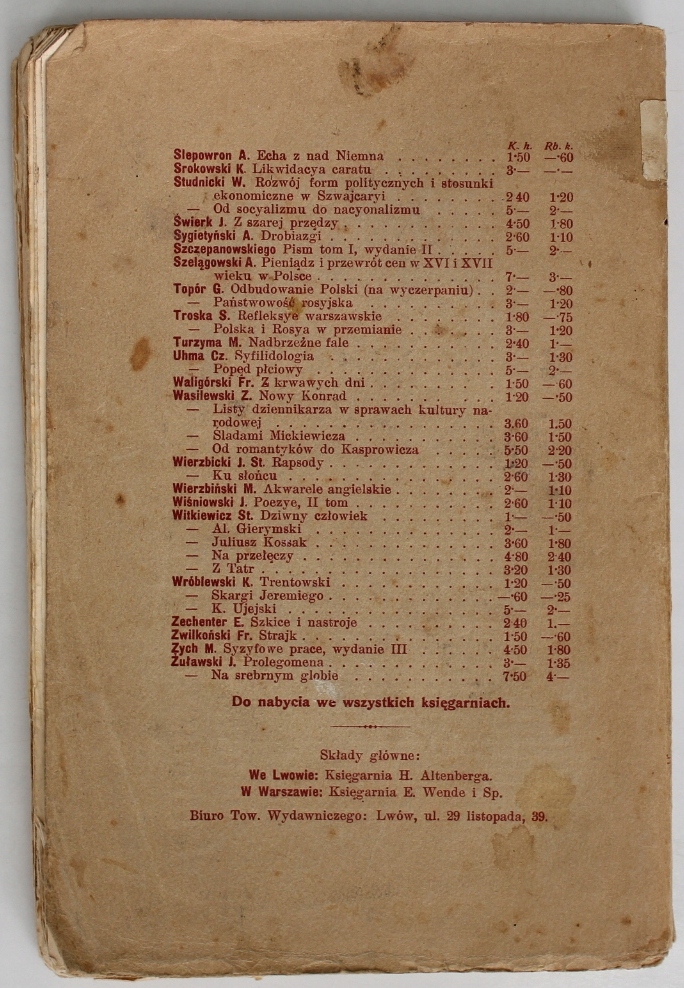 K. h. Rb. k.
Slepowron A. Echa z nad Niemna . . . . . . . . 1·50 —·60
Srokowski K. Likwidacya caratu . . . . . . . . . 3·— —·—
Studnicki W. Rozwój form politycznych i stosunki
ekonomiczne w Szwajcaryi . . . . . . . . 2 40 1·20
— Od socyalizmu do nacyonalizmu . . . . . 5·— 2·—
Świerk J. Z szarej przędzy . . . . . . . . . . . 4·50 1·80
Sygietyński A. Drobiazgi . . . . . . . . . . . . 2·60 1·10
Szczepanowskiego Pism tom I, wydanie II . . . . . 5·— 2·—
Szelągowski A. Pieniądz i przewrót cen w XVI i XVII
wieku w Polsce . . . . . . . . . . . . 7·— 3·—
Topór G. Odbudowanie Polski (na wyczerpaniu) . . 2·— —·80
— Państwowość rosyjska . . . . . . . . . 3·— 1·20
Troska S. Refleksye warszawskie . . . . . . . . 1·80 —·75
— Polska i Rosya w przemianie . . . . . . 3·— 1·20
Turzyma M. Nadbrzeźne fale . . . . . . . . . . 2·40 1·—
Uhma Cz. Syfilidologia . . . . . . . . . . . . 3·— 1·30
— Popęd płciowy . . . . . . . . . . . . 5·— 2·—
Waligórski Fr. Z krwawych dni . . . . . . . . . 1·50 — 60
Wasilewski Z. Nowy Konrad . . . . . . . . . . 1·20 —·50
— Listy dziennikarza w sprawach kultury na-
rodowej . . . . . . . . . . . . . . . 3.60 1.50
— Śladami Mickiewicza . . . . . . . . . . 3·60 1·50
— Od romantyków do Kasprowicza . . . . . 5·50 2·20
Wierzbicki J. St. Rapsody . . . . . . . . . . . 1·20 —·50
— Ku słońcu . . . . . . . . . . . . . . 2·60 1·30
Wierzbiński M. Akwarele angielskie . . . . . . . 2·— 1·10
Wiśniowski J. Poezye, II tom . . . . . . . . . . 2·60 1·10
Witkiewicz St. Dziwny człowiek . . . . . . . . 1·— —·50
— Al. Gierymski . . . . . . . . . . . . . 2·— 1·—
— Juliusz Kossak . . . . . . . . . . . . 3·60 1·80
— Na przełęczy . . . . . . . . . . . . . 4·80 2·40
— Z Tatr . . . . . . . . . . . . . . . 3·20 1·30
Wróblewski K. Trentowski . . . . . . . . . . . 1·20 —·50
— Skargi Jeremiego . . . . . . . . . . . —·60 —·25
— K. Ujejski . . . . . . . . . . . . . . 5·— 2·—
Zechenter E. Szkice i nastroje . . . . . . . . . 2 40 1.—
Zwilkoński Fr. Strajk . . . . . . . . . . . . . 1·50 —·60
Zych M. Syzyfowe prace, wydanie III . . . . . . 4·50 1·80
Żuławski J. Prolegomena . . . . . . . . . . . . 3·— 1·35
— Na srebrnym globie . . . . . . . . . . 7·50 4·—
Do nabycia we wszystkich księgarniach.
Składy główne:
We Lwowie: Księgarnia H. Altenberga.
W Warszawie: Księgarnia E. Wende i Sp.
Biuro Tow. Wydawniczego: Lwów, ul. 29 listopada, 39.